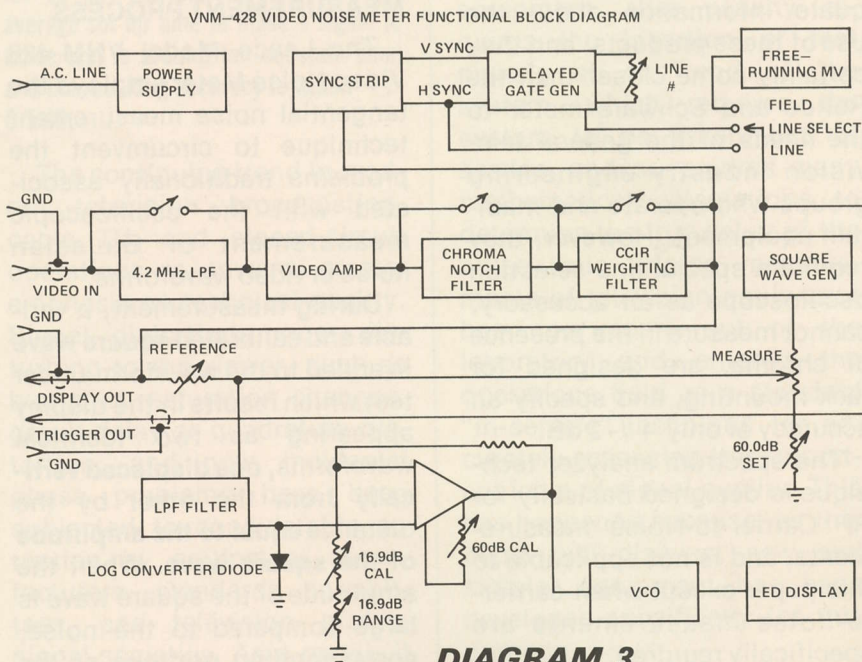 VNM–428 VIDEO NOISE METER FUNCTIONAL BLOCK DIAGRAM
A.C. LINE
POWER
SUPPLY
SYNC STRIP
V SYNC
H SYNC
DELAYED
GATE GEN
LINE
#
FREE–
RUNNING MV
FIELD
LINE SELECT
LINE
GND
VIDEO IN
4.2 MHz LPF
VIDEO AMP
CHROMA
NOTCH
FILTER
CCIR
WEIGHTING
FILTER
SQUARE
WAVE GEN
GND
REFERENCE
DISPLAY OUT
TRIGGER OUT
GND
MEASURE
60.0dB
SET
LPF FILTER
LOG CONVERTER DIODE
16.9dB
CAL
16.9dB
RANGE
60dB CAL
VCO
LED DISPLAY
DIAGRAM 3